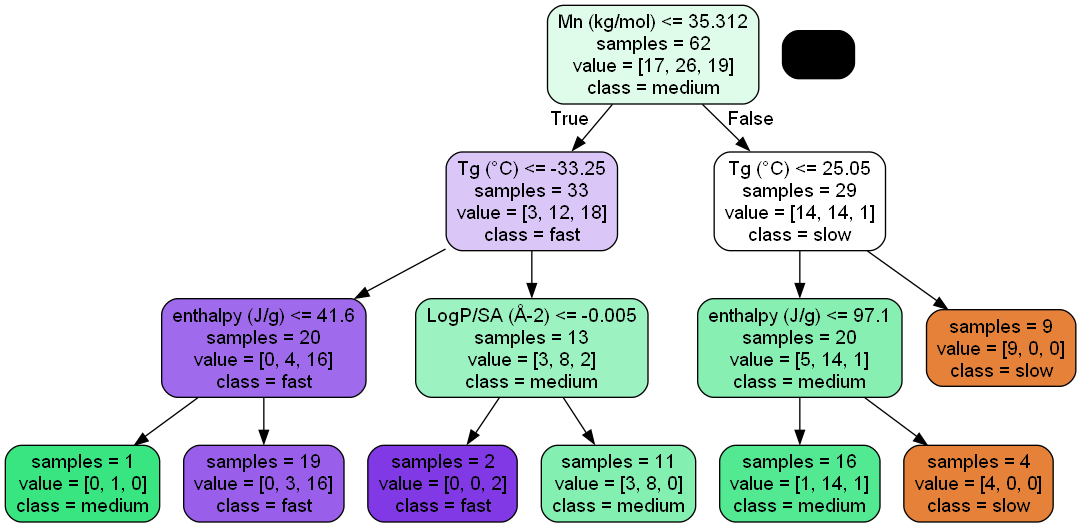 Mn (kg/mol) <= 35.312
samples = 62
value = [17, 26, 19]
class = medium
True
False
Tg (°C) <= -33.25
samples = 33
value = [3, 12, 18]
class = fast
Tg (°C) <= 25.05
samples = 29
value = [14, 14, 1]
class = slow
enthalpy (J/g) <= 41.6
samples = 20
value = [0, 4, 16]
class = fast
LogP/SA (Å-2) <= -0.005
samples = 13
value = [3, 8, 2]
class = medium
enthalpy (J/g) <= 97.1
samples = 20
value = [5, 14, 1]
class = medium
samples = 9
value = [9, 0, 0]
class = slow
samples = 1
value = [0, 1, 0]
class = medium
samples = 19
value = [0, 3, 16]
class = fast
samples = 2
value = [0, 0, 2]
class = fast
samples = 11
value = [3, 8, 0]
class = medium
samples = 16
value = [1, 14, 1]
class = medium
samples = 4
value = [4, 0, 0]
class = slow